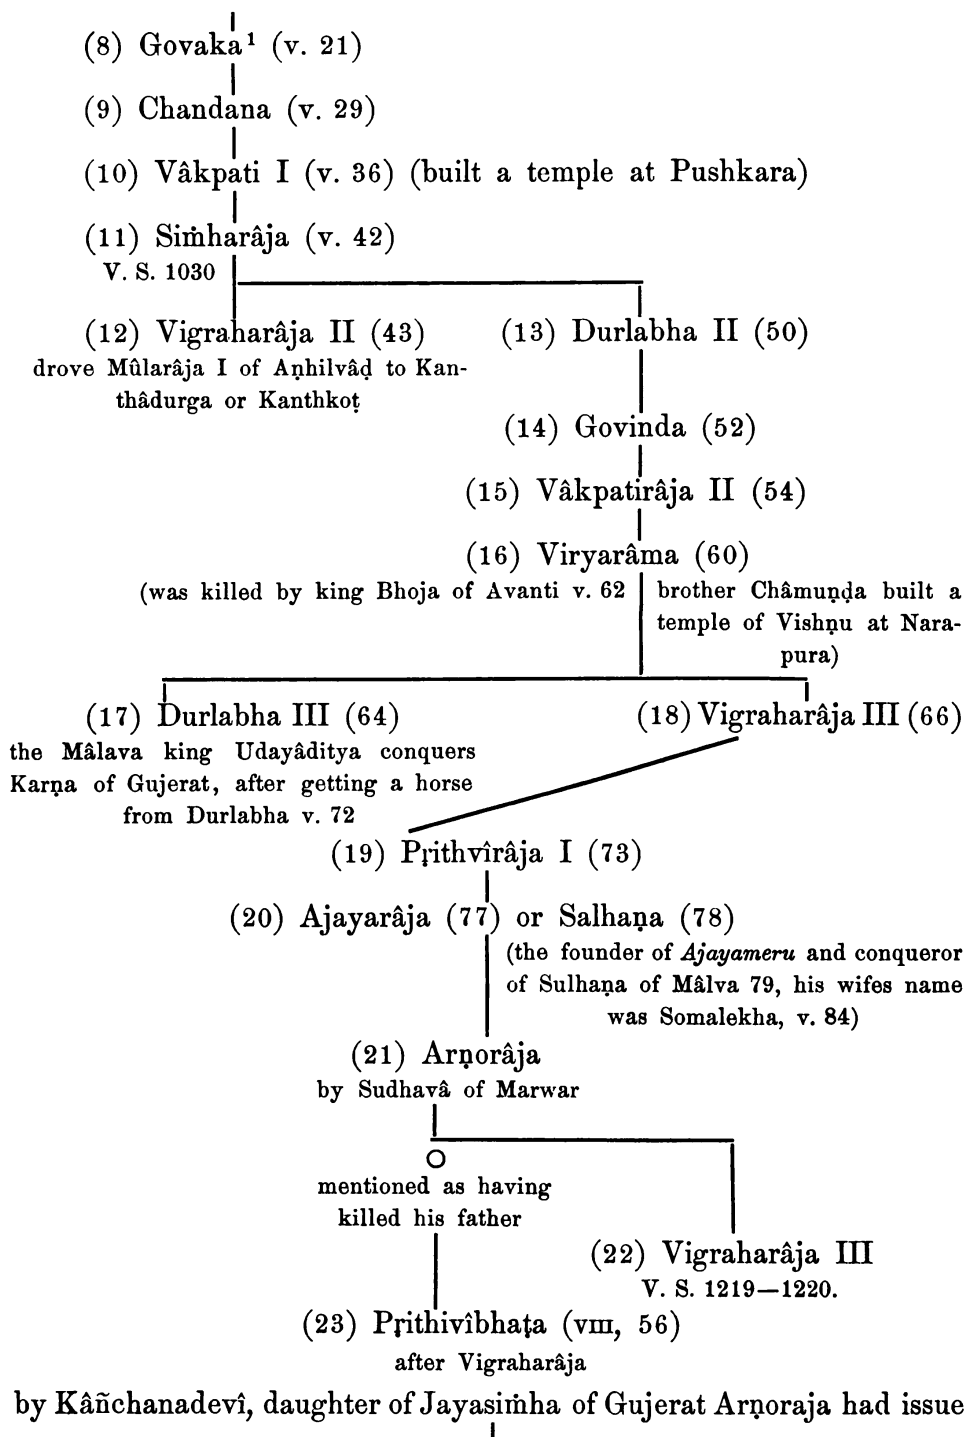 (8) Govaka¹ (v. 21)
(9) Chandana (v. 29)
(10) Vâkpati I (v. 36) (built a temple at Pushkara)
(11) Siṁharâja (v. 42)
V. S. 1030
(12) Vigraharâja II (43)
drove Mûlarâja I of Aṇhilvâḍ to Kan-
thâdurga or Kanthkoṭ
(13) Durlabha II (50)
(14) Govinda (52)
(15) Vâkpatirâja II (54)
(16) Viryarâma (60)
(was killed by king Bhoja of Avanti v. 62
brother Châmuṇḍa built a
temple of Vishṇu at Nara-
pura)
(17) Durlabha III (64)
the Mâlava king Udayâditya conquers
Karṇa of Gujerat, after getting a horse
from Durlabha v. 72
(18) Vigraharâja III (66)
(19) Pṛithvîrâja I (73)
(20) Ajayarâja (77) or Salhaṇa (78)
(the founder of Ajayameru and conqueror
of Sulhaṇa of Mâlva 79, his wifes name
was Somalekha, v. 84)
(21) Arṇorâja
by Sudhavâ of Marwar
mentioned as having
killed his father
(22) Vigraharâja III
V. S. 1219—1220.
(23) Pṛithivîbhaṭa (VIII, 56)
after Vigraharâja
by Kâñchanadevî, daughter of Jayasiṁha of Gujerat Arṇoraja had issue